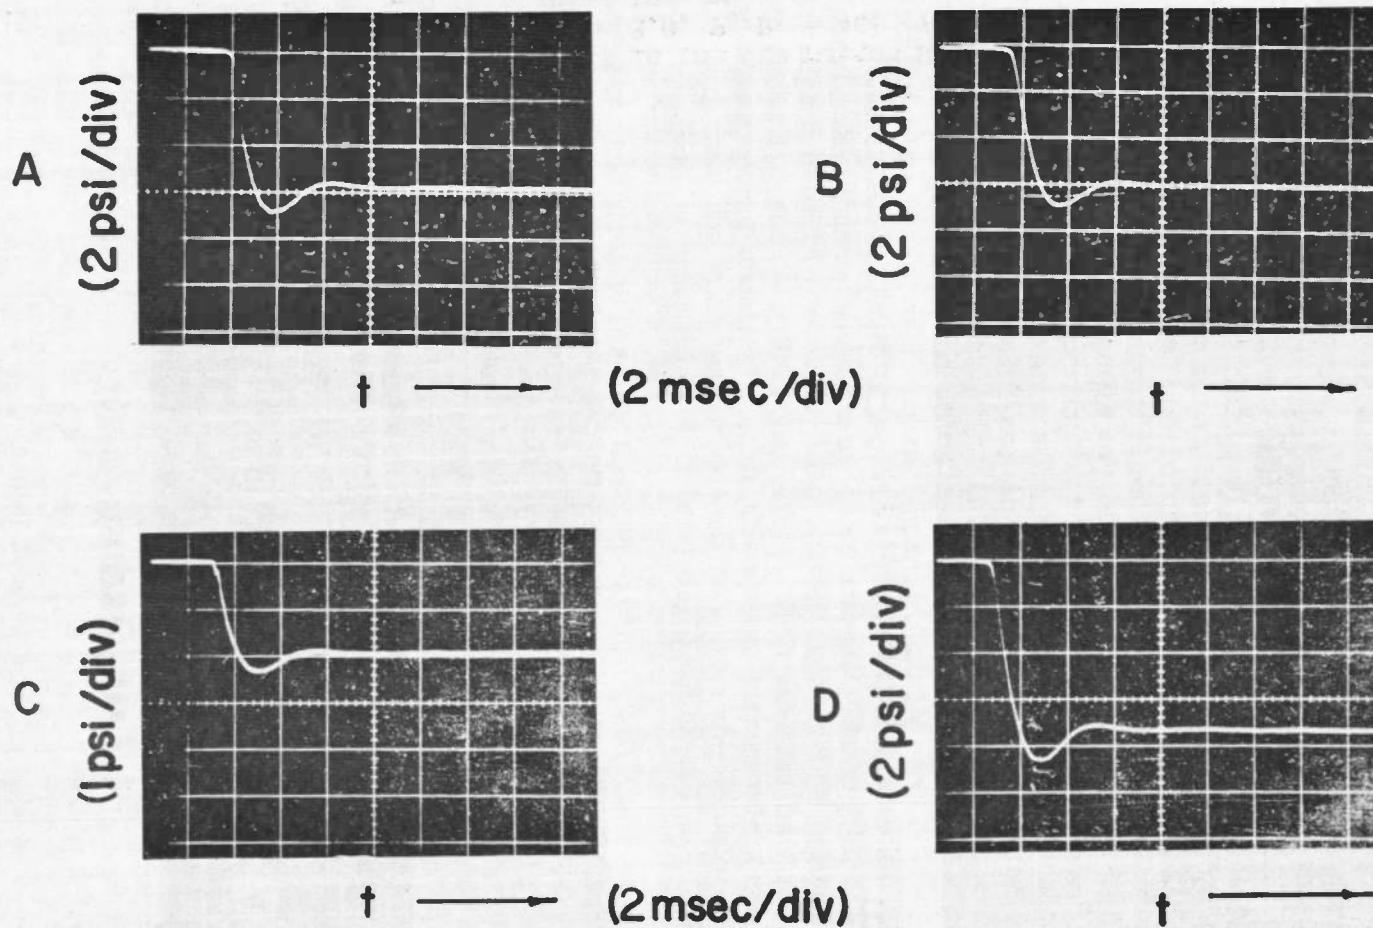 A
(2 psi/div)
B
(2 psi/div)
t
(2 msec/div)
t
C
(1 psi/div)
D
(2 psi/div)
t
(2 msec/div)
t